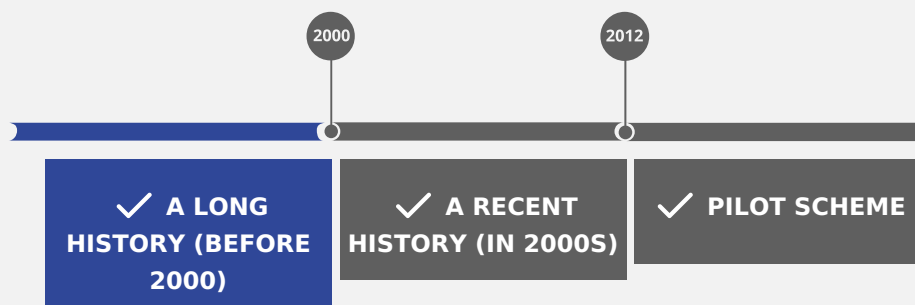 2000
2012
A LONG
HISTORY (BEFORE
2000)
A RECENT
HISTORY (IN 2000S)
PILOT SCHEME